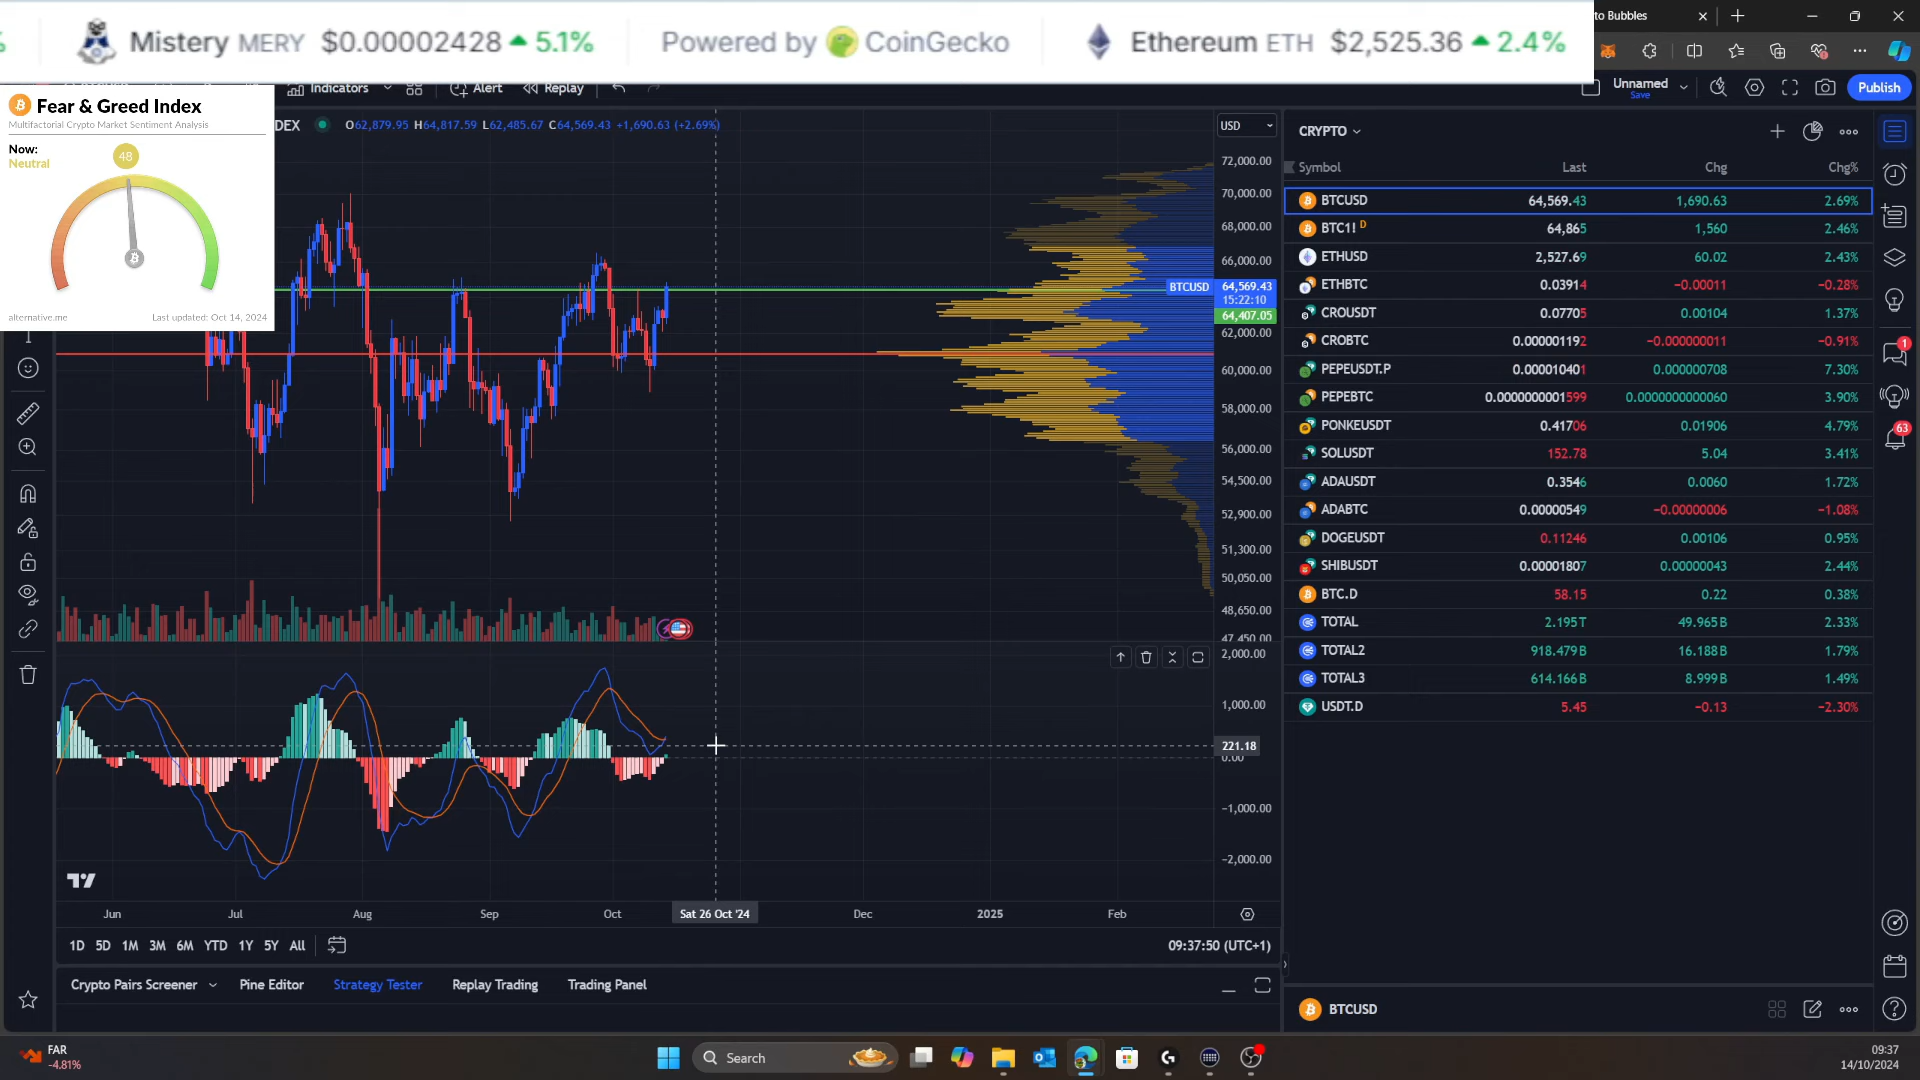 %
Mistery MERY $0.00002428 5.1%
Powered by CoinGecko
Ethereum ETH $2,525.36 2.4%
to Bubbles
Indicators
Alert
Replay
Unnamed
Save
Publish
Fear & Greed Index
Multifactorial Crypto Market Sentiment Analysis
Now:
Neutral
48
alternative.me
Last updated: Oct 14, 2024
DEX
O62,879.95 H64,817.59 L62,485.67 C64,569.43 +1,690.63 (+2.69%)
USD
72,000.00
70,000.00
68,000.00
66,000.00
BTCUSD 64,569.43
15:22:10
64,407.05
62,000.00
60,000.00
58,000.00
56,000.00
54,500.00
52,900.00
51,300.00
50,050.00
48,650.00
47,450.00
2,000.00
1,000.00
221.18
0.00
−1,000.00
−2,000.00
Jun Jul Aug Sep Oct Sat 26 Oct '24 Dec 2025 Feb
1D 5D 1M 3M 6M YTD 1Y 5Y All
09:37:50 (UTC+1)
Crypto Pairs Screener
Pine Editor
Strategy Tester
Replay Trading
Trading Panel
CRYPTO
Symbol Last Chg Chg%
BTCUSD 64,569.43 1,690.63 2.69%
BTC1! D 64,865 1,560 2.46%
ETHUSD 2,527.69 60.02 2.43%
ETHBTC 0.03914 −0.00011 −0.28%
CROUSDT 0.07705 0.00104 1.37%
CROBTC 0.000001192 −0.000000011 −0.91%
PEPEUSDT.P 0.000010401 0.000000708 7.30%
PEPEBTC 0.0000000001599 0.0000000000060 3.90%
PONKEUSDT 0.41706 0.01906 4.79%
SOLUSDT 152.78 5.04 3.41%
ADAUSDT 0.3546 0.0060 1.72%
ADABTC 0.00000549 −0.00000006 −1.08%
DOGEUSDT 0.11246 0.00106 0.95%
SHIBUSDT 0.00001807 0.00000043 2.44%
BTC.D 58.15 0.22 0.38%
TOTAL 2.195T 49.965B 2.33%
TOTAL2 918.479B 16.188B 1.79%
TOTAL3 614.166B 8.999B 1.49%
USDT.D 5.45 −0.13 −2.30%
1
63
BTCUSD
FAR
-4.81%
Search
09:37
14/10/2024